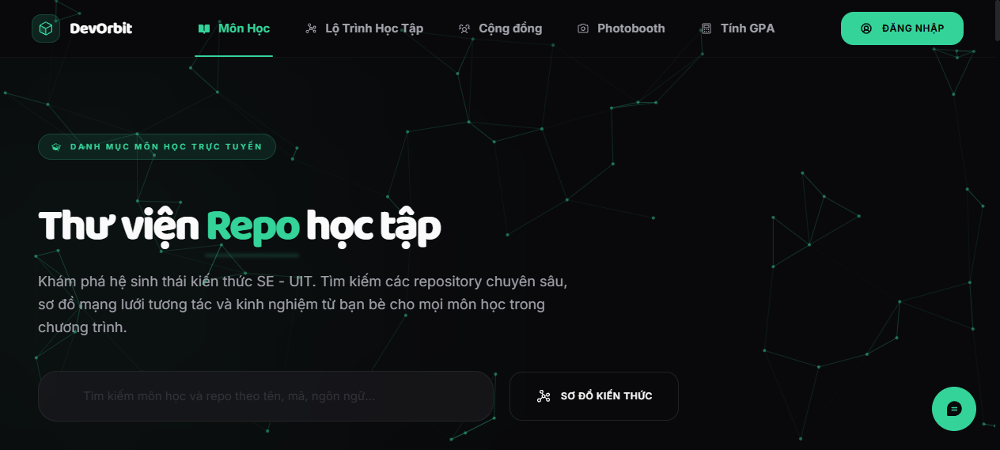 DevOrbit
Môn Học
Lộ Trình Học Tập
Cộng đồng
Photobooth
Tính GPA
ĐĂNG NHẬP
DANH MỤC MÔN HỌC TRỰC TUYẾN
Thư viện Repo học tập
Khám phá hệ sinh thái kiến thức SE - UIT. Tìm kiếm các repository chuyên sâu,
sơ đồ mạng lưới tương tác và kinh nghiệm từ bạn bè cho mọi môn học trong
chương trình.
Tìm kiếm môn học và repo theo tên, mã, ngôn ngữ...
SƠ ĐỒ KIẾN THỨC